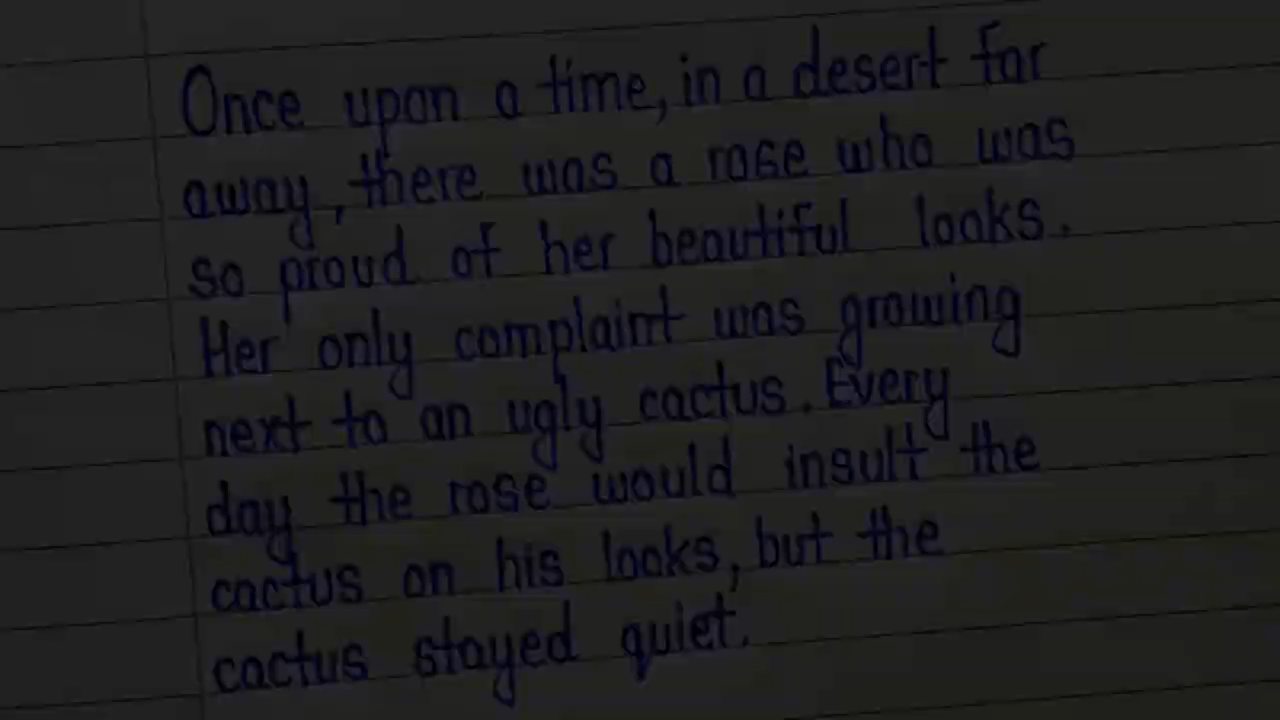 Once upon a time, in a desert far
away, there was a rose who was
so proud of her beautiful looks.
Her only complaint was growing
next to an ugly cactus. Every
day the rose would insult the
cactus on his looks, but the
cactus stayed quiet.